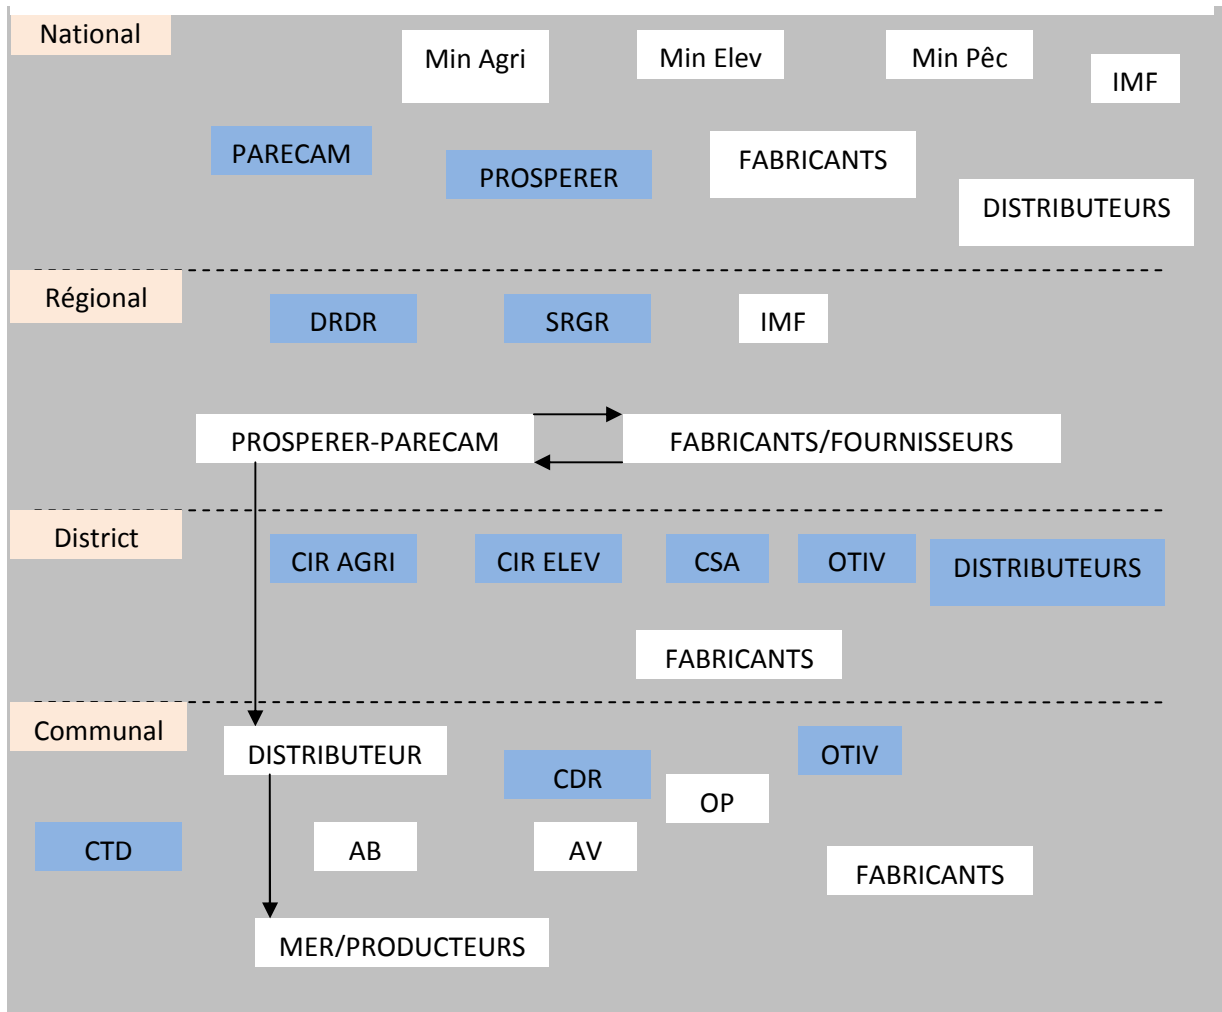 National
Min Agri
Min Elev
Min Pêc
IMF
PARECAM
PROSPERER
FABRICANTS
DISTRIBUTEURS
Régional
DRDR
SRGR
IMF
PROSPERER-PARECAM
FABRICANTS/FOURNISSEURS
District
CIR AGRI
CIR ELEV
CSA
OTIV
DISTRIBUTEURS
FABRICANTS
Communal
DISTRIBUTEUR
CDR
OTIV
OP
CTD
AB
AV
FABRICANTS
MER/PRODUCTEURS